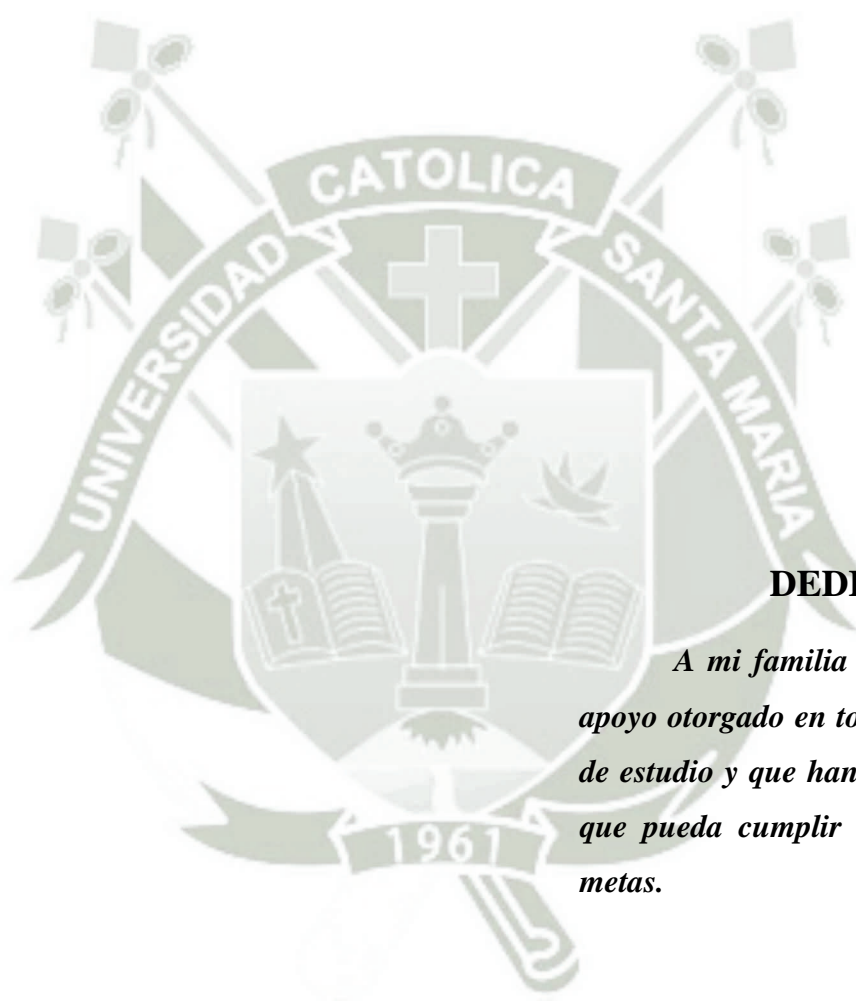 CATOLICA
UNIVERSIDAD
SANTA MARIA
DEDI
A mi familia
apoyo otorgado en to
de estudio y que han
que pueda cumplir
metas.
1961